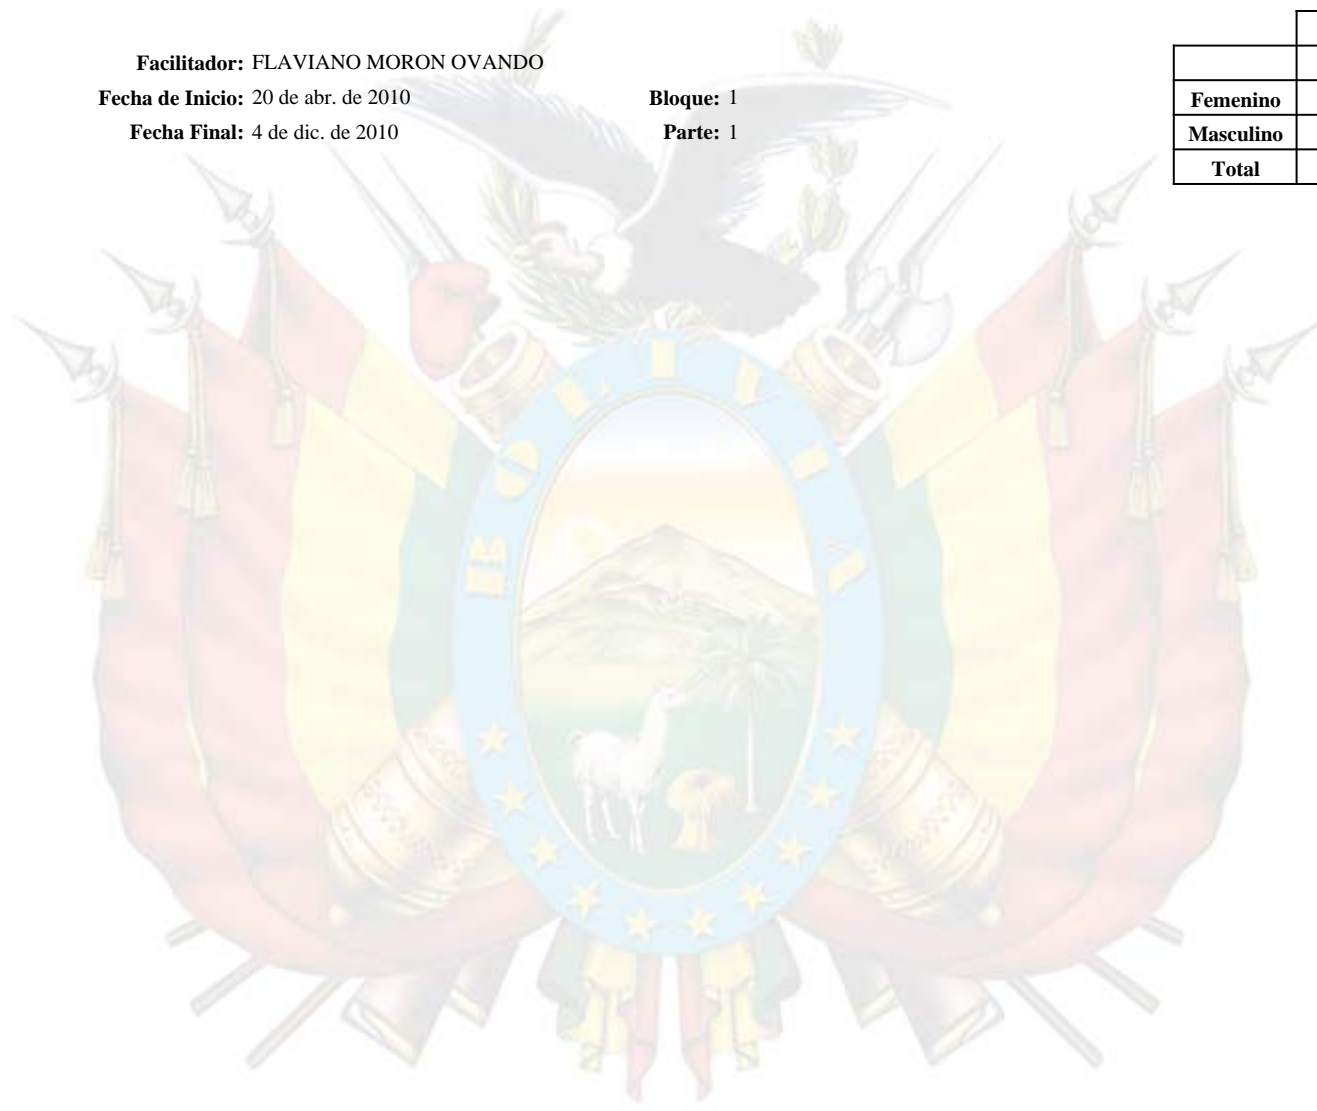 Facilitador: FLAVIANO MORON OVANDO
Fecha de Inicio: 20 de abr. de 2010 Bloque: 1
Fecha Final: 4 de dic. de 2010 Parte: 1
Femenino
Masculino
Total
BOLIVIA